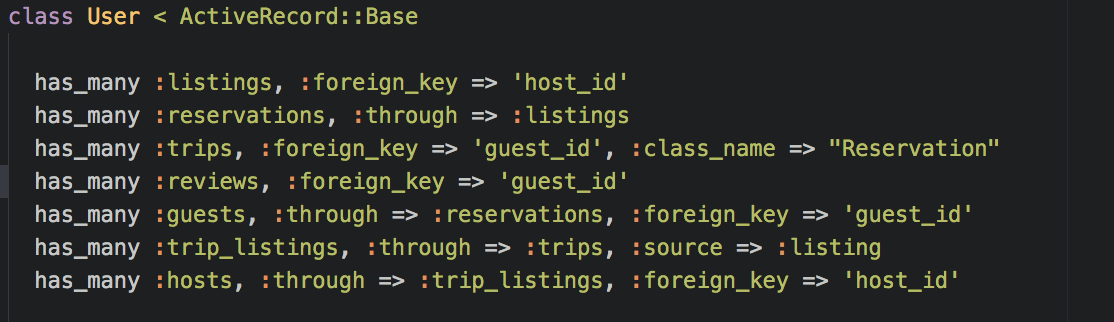 class User < ActiveRecord::Base
has_many :listings, :foreign_key => 'host_id'
has_many :reservations, :through => :listings
has_many :trips, :foreign_key => 'guest_id', :class_name => "Reservation"
has_many :reviews, :foreign_key => 'guest_id'
has_many :guests, :through => :reservations, :foreign_key => 'guest_id'
has_many :trip_listings, :through => :trips, :source => :listing
has_many :hosts, :through => :trip_listings, :foreign_key => 'host_id'